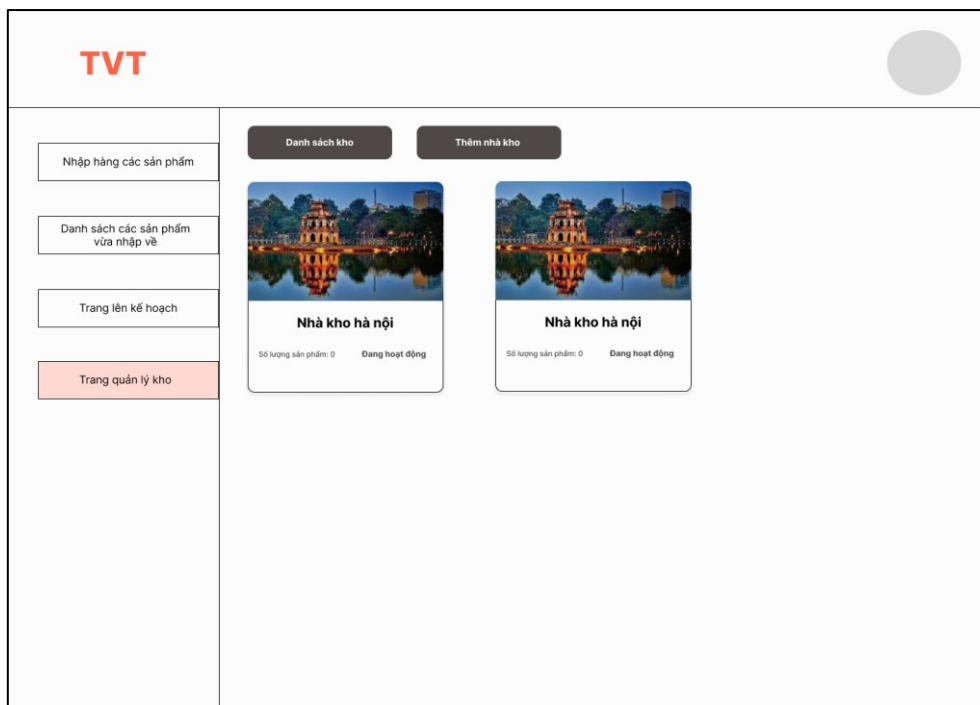 TVT
Nhập hàng các sản phẩm
Danh sách các sản phẩm
vừa nhập về
Trang lên kế hoạch
Trang quản lý kho
Danh sách kho
Thêm nhà kho
Nhà kho hà nội
Số lượng sản phẩm: 0
Đang hoạt động
Nhà kho hà nội
Số lượng sản phẩm: 0
Đang hoạt động